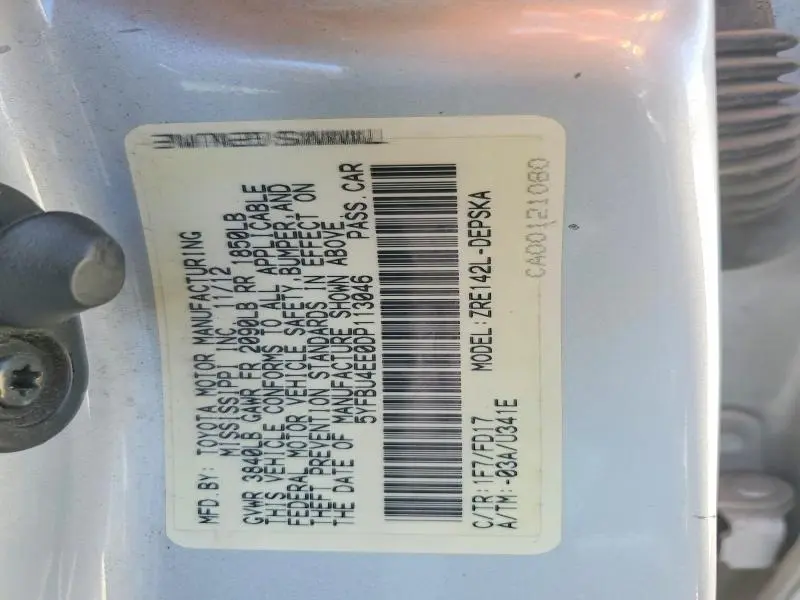 MFD.BY: TOYOTA MOTOR MANUFACTURING
MISSISSIPPI INC. 11/12
GVWR 3840LB GAWR FR 2090LB RR 1850LB
THIS VEHICLE CONFORMS TO ALL APPLICABLE
FEDERAL MOTOR VEHICLE SAFETY,BUMPER,AND
THEFT PREVENTION STANDARDS IN EFFECT ON
THE DATE OF MANUFACTURE SHOWN ABOVE
5YFBU4EE0DP113046 PASS.CAR
C/TR:1F7/FD17 MODEL:ZRE142L-DEPSKA
A/TM:-03A/U341E
CA00121080